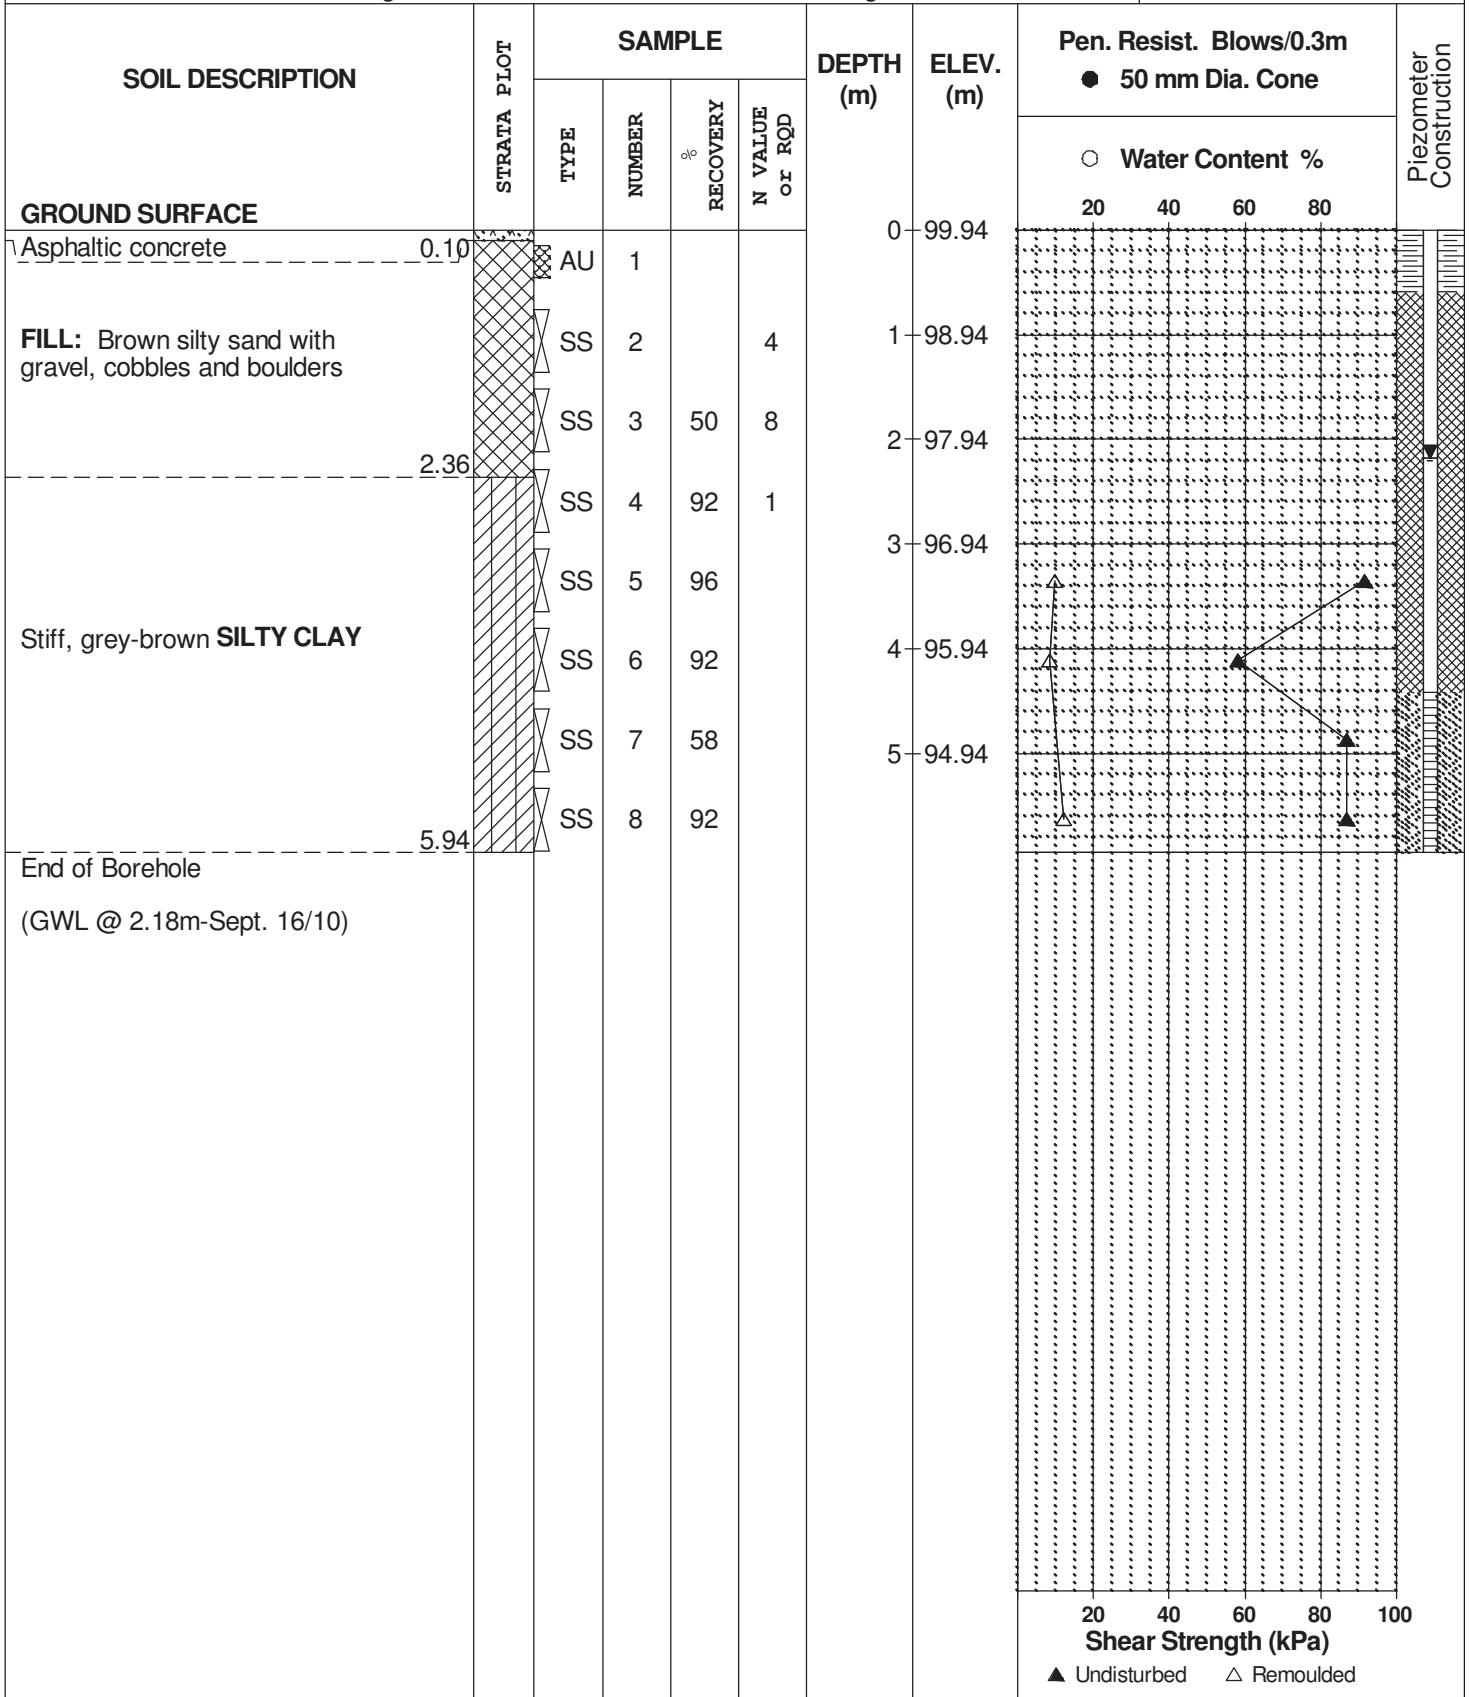 SOIL DESCRIPTION
GROUND SURFACE
STRATA PLOT
SAMPLE
TYPE
NUMBER
%
RECOVERY
N VALUE
or RQD
DEPTH
(m)
ELEV.
(m)
Pen. Resist. Blows/0.3m
● 50 mm Dia. Cone
○ Water Content %
20 40 60 80
Piezometer
Construction
0 99.94
Asphaltic concrete 0.10
AU 1
FILL: Brown silty sand with
gravel, cobbles and boulders
SS 2 4
1 98.94
SS 3 50 8
2 97.94
2.36
SS 4 92 1
3 96.94
SS 5 96
Stiff, grey-brown SILTY CLAY
SS 6 92
4 95.94
SS 7 58
5 94.94
SS 8 92
5.94
End of Borehole
(GWL @ 2.18m-Sept. 16/10)
20 40 60 80 100
Shear Strength (kPa)
▲ Undisturbed △ Remoulded